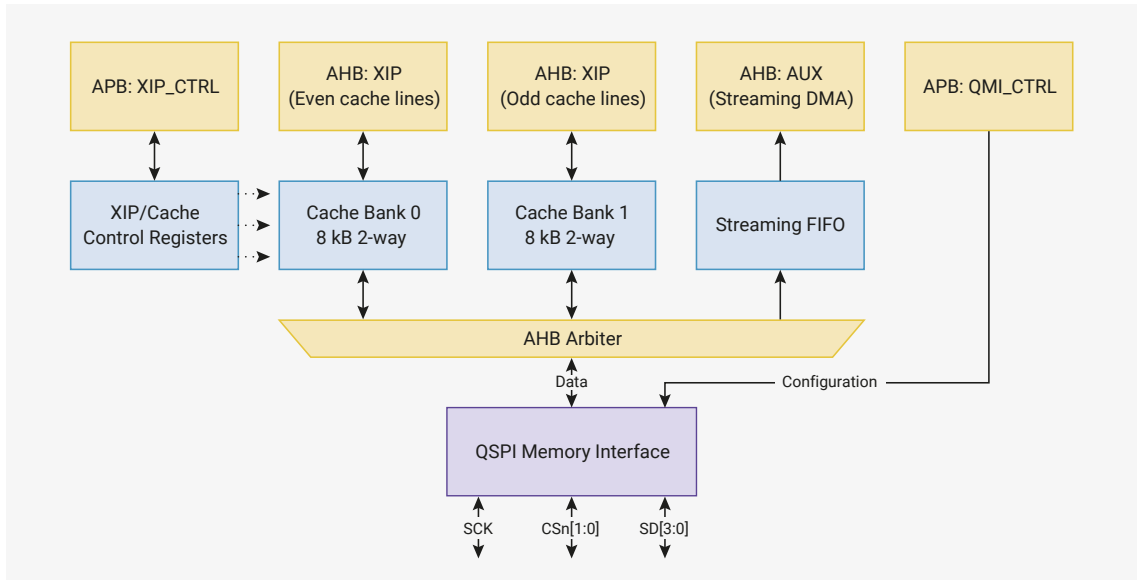 APB: XIP_CTRL
AHB: XIP
(Even cache lines)
AHB: XIP
(Odd cache lines)
AHB: AUX
(Streaming DMA)
APB: QMI_CTRL
XIP/Cache
Control Registers
Cache Bank 0
8 kB 2-way
Cache Bank 1
8 kB 2-way
Streaming FIFO
AHB Arbiter
Data
Configuration
QSPI Memory Interface
SCK
CSn[1:0]
SD[3:0]